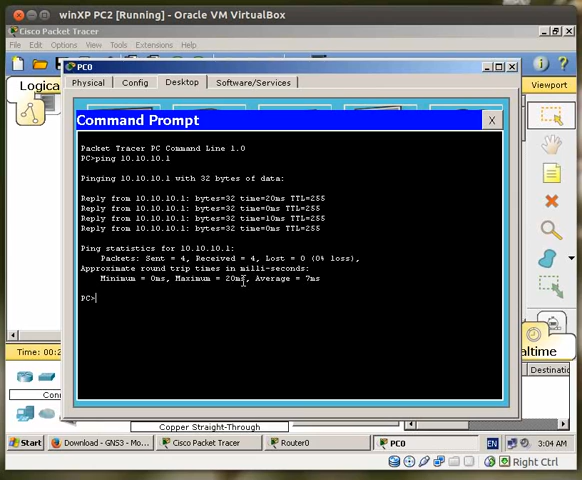 winXP PC2 [Running] - Oracle VM VirtualBox
Cisco Packet Tracer
File Edit Options View Tools Extensions Help
PC0
Logica
Viewport
Physical Config Desktop Software/Services
Command Prompt X
Packet Tracer PC Command Line 1.0
PC>ping 10.10.10.1
Pinging 10.10.10.1 with 32 bytes of data:
Reply from 10.10.10.1: bytes=32 time=20ms TTL=255
Reply from 10.10.10.1: bytes=32 time=0ms TTL=255
Reply from 10.10.10.1: bytes=32 time=10ms TTL=255
Reply from 10.10.10.1: bytes=32 time=0ms TTL=255
Ping statistics for 10.10.10.1:
Packets: Sent = 4, Received = 4, Lost = 0 (0% loss),
Approximate round trip times in milli-seconds:
Minimum = 0ms, Maximum = 20ms, Average = 7ms
PC>
Time: 00:2
ealtime
Destinatio
Con
Copper Straight-Through
Start Download - GNS3 - Mo... Cisco Packet Tracer Router0 PC0 EN 3:04 AM
Right Ctrl